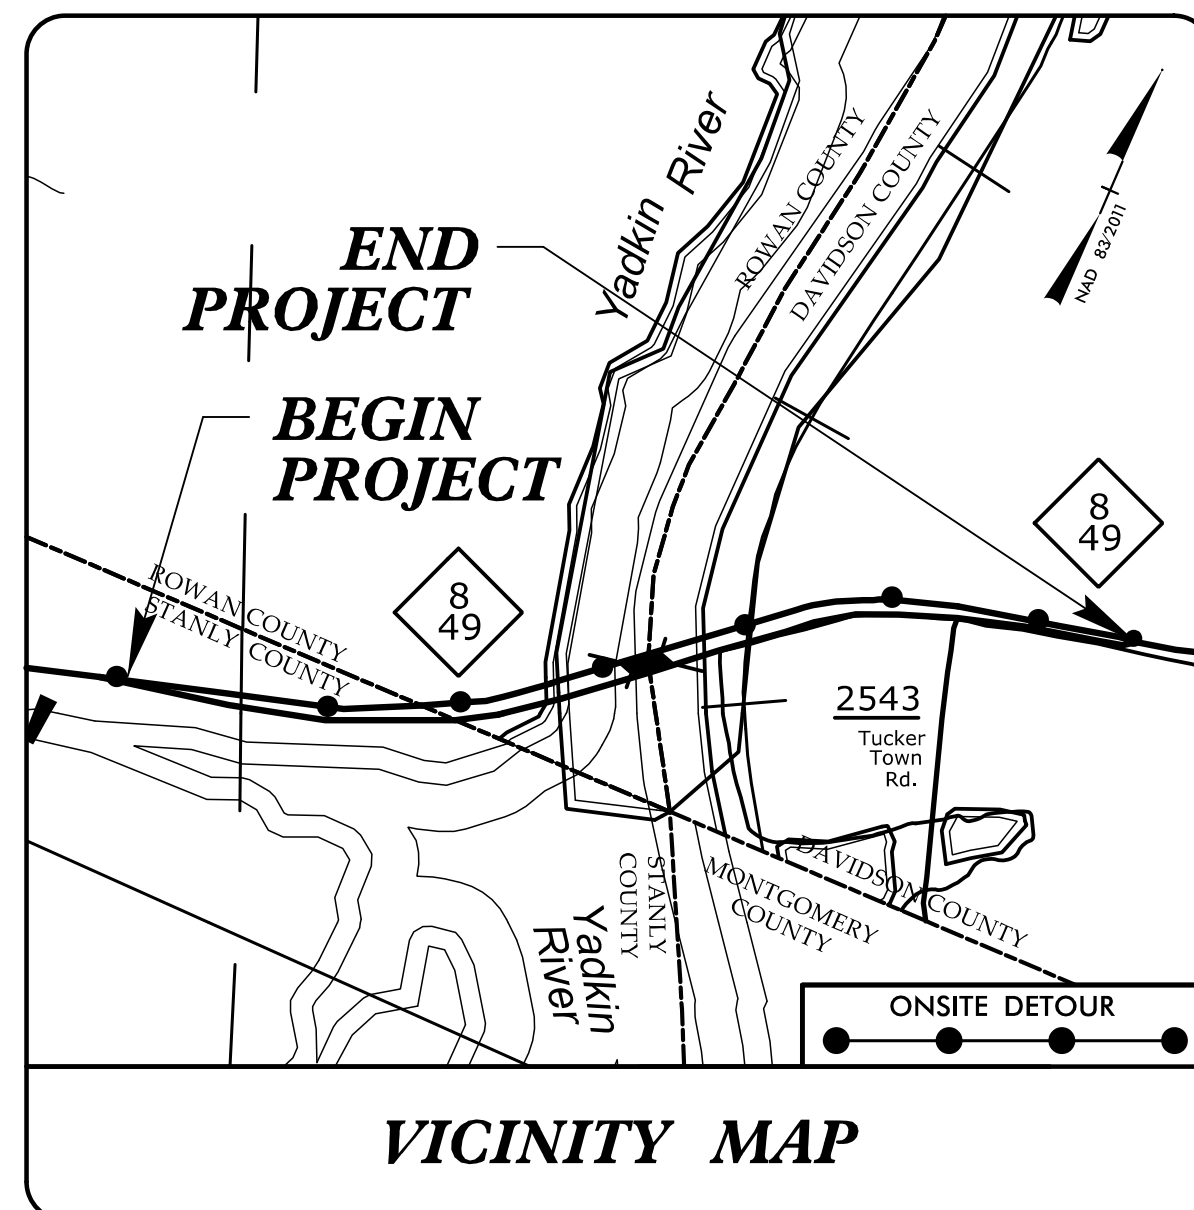 Yadkin River
ROWAN COUNTY
DAVIDSON COUNTY
NAD 83/2011
END
PROJECT
BEGIN
PROJECT
8
49
8
49
ROWAN COUNTY
STANLY COUNTY
2543
Tucker
Town
Rd.
STANLY
COUNTY
DAVIDSON COUNTY
MONTGOMERY
COUNTY
Yadkin
River
ONSITE DETOUR
VICINITY MAP